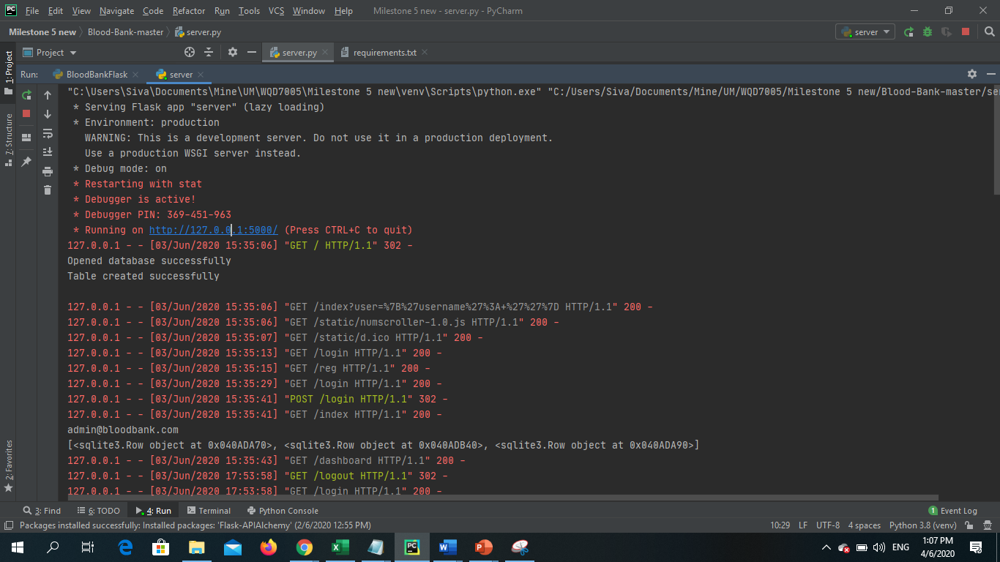 PC File Edit View Navigate Code Refactor Run Tools VCS Window Help Milestone 5 new - server.py - PyCharm
Milestone 5 new Blood-Bank-master server.py server
1: Project
Project server.py requirements.txt
Run: BloodBankFlask server
"C:\Users\Siva\Documents\Mine\UM\WQD7005\Milestone 5 new\venv\Scripts\python.exe" "C:/Users/Siva/Documents/Mine/UM/WQD7005/Milestone 5 new/Blood-Bank-master/se
* Serving Flask app "server" (lazy loading)
* Environment: production
WARNING: This is a development server. Do not use it in a production deployment.
Use a production WSGI server instead.
* Debug mode: on
* Restarting with stat
* Debugger is active!
* Debugger PIN: 369-451-963
* Running on http://127.0.0.1:5000/ (Press CTRL+C to quit)
127.0.0.1 - - [03/Jun/2020 15:35:06] "GET / HTTP/1.1" 302 -
Opened database successfully
Table created successfully
127.0.0.1 - - [03/Jun/2020 15:35:06] "GET /index?user=%7B%27username%27%3A+%27%27%7D HTTP/1.1" 200 -
127.0.0.1 - - [03/Jun/2020 15:35:06] "GET /static/numscroller-1.0.js HTTP/1.1" 200 -
127.0.0.1 - - [03/Jun/2020 15:35:07] "GET /static/d.ico HTTP/1.1" 200 -
127.0.0.1 - - [03/Jun/2020 15:35:13] "GET /login HTTP/1.1" 200 -
127.0.0.1 - - [03/Jun/2020 15:35:15] "GET /reg HTTP/1.1" 200 -
127.0.0.1 - - [03/Jun/2020 15:35:29] "GET /login HTTP/1.1" 200 -
127.0.0.1 - - [03/Jun/2020 15:35:41] "POST /login HTTP/1.1" 302 -
127.0.0.1 - - [03/Jun/2020 15:35:41] "GET /index HTTP/1.1" 200 -
admin@bloodbank.com
[<sqlite3.Row object at 0x040ADA70>, <sqlite3.Row object at 0x040ADB40>, <sqlite3.Row object at 0x040ADA90>]
127.0.0.1 - - [03/Jun/2020 15:35:43] "GET /dashboard HTTP/1.1" 200 -
127.0.0.1 - - [03/Jun/2020 17:53:58] "GET /logout HTTP/1.1" 302 -
127.0.0.1 - - [03/Jun/2020 17:53:58] "GET /login HTTP/1.1" 200 -
7: Structure
2: Favorites
3: Find 6: TODO 4: Run Terminal Python Console 1 Event Log
Packages installed successfully: Installed packages: 'Flask-APIAlchemy' (2/6/2020 12:55 PM) 10:29 LF UTF-8 4 spaces Python 3.8 (venv)
ENG 1:07 PM
4/6/2020